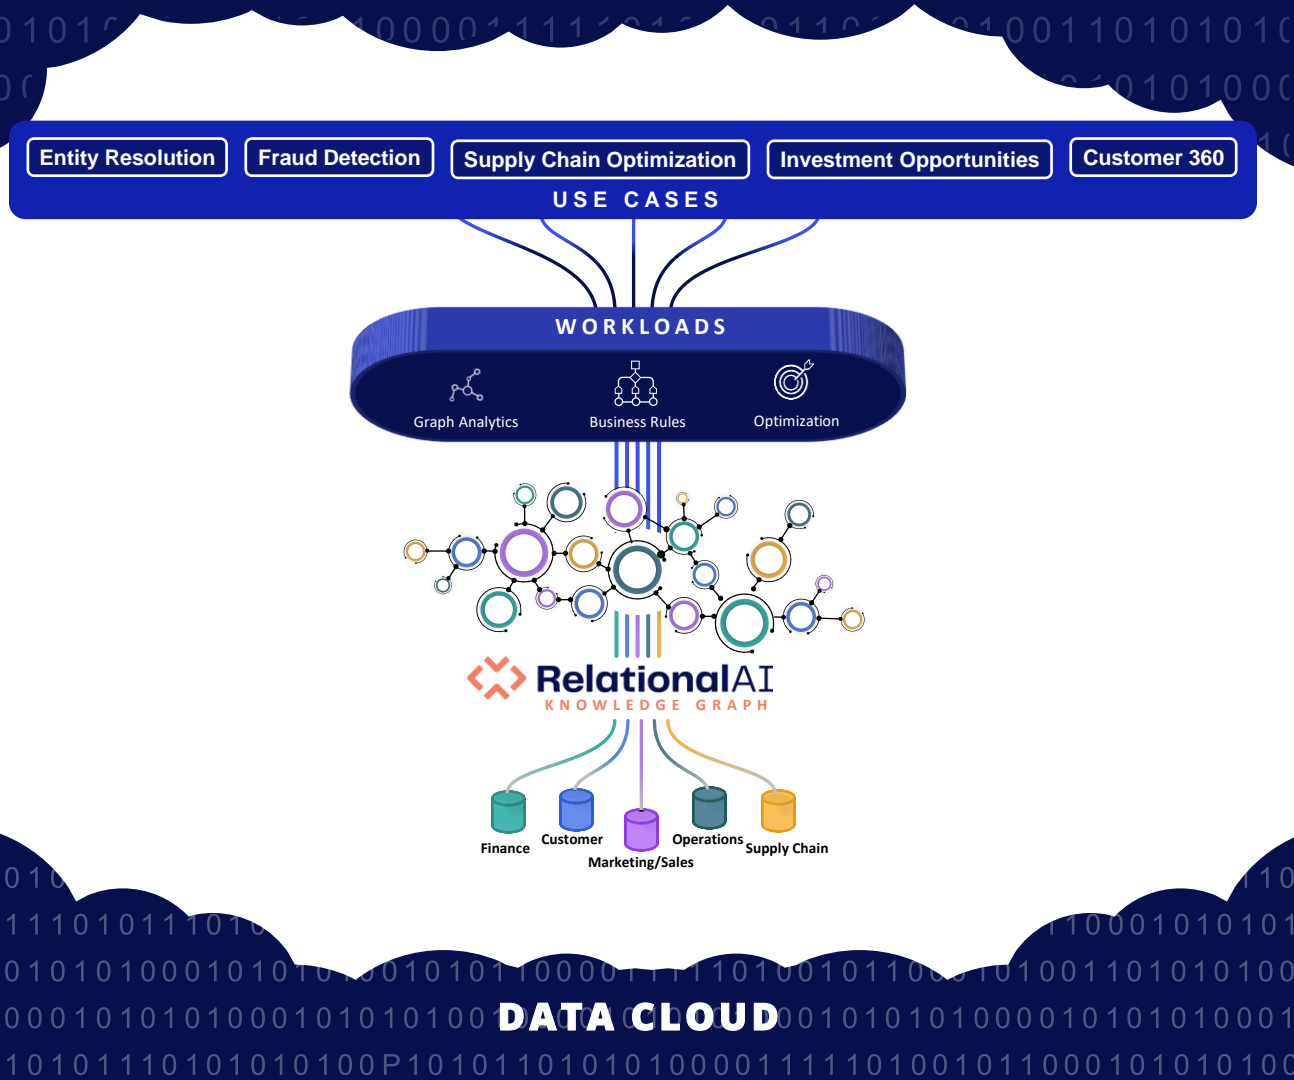 Entity Resolution
Fraud Detection
Supply Chain Optimization
Investment Opportunities
Customer 360
USE CASES
WORKLOADS
Graph Analytics
Business Rules
Optimization
RelationalAI
KNOWLEDGE GRAPH
Finance
Customer
Marketing/Sales
Operations
Supply Chain
DATA CLOUD